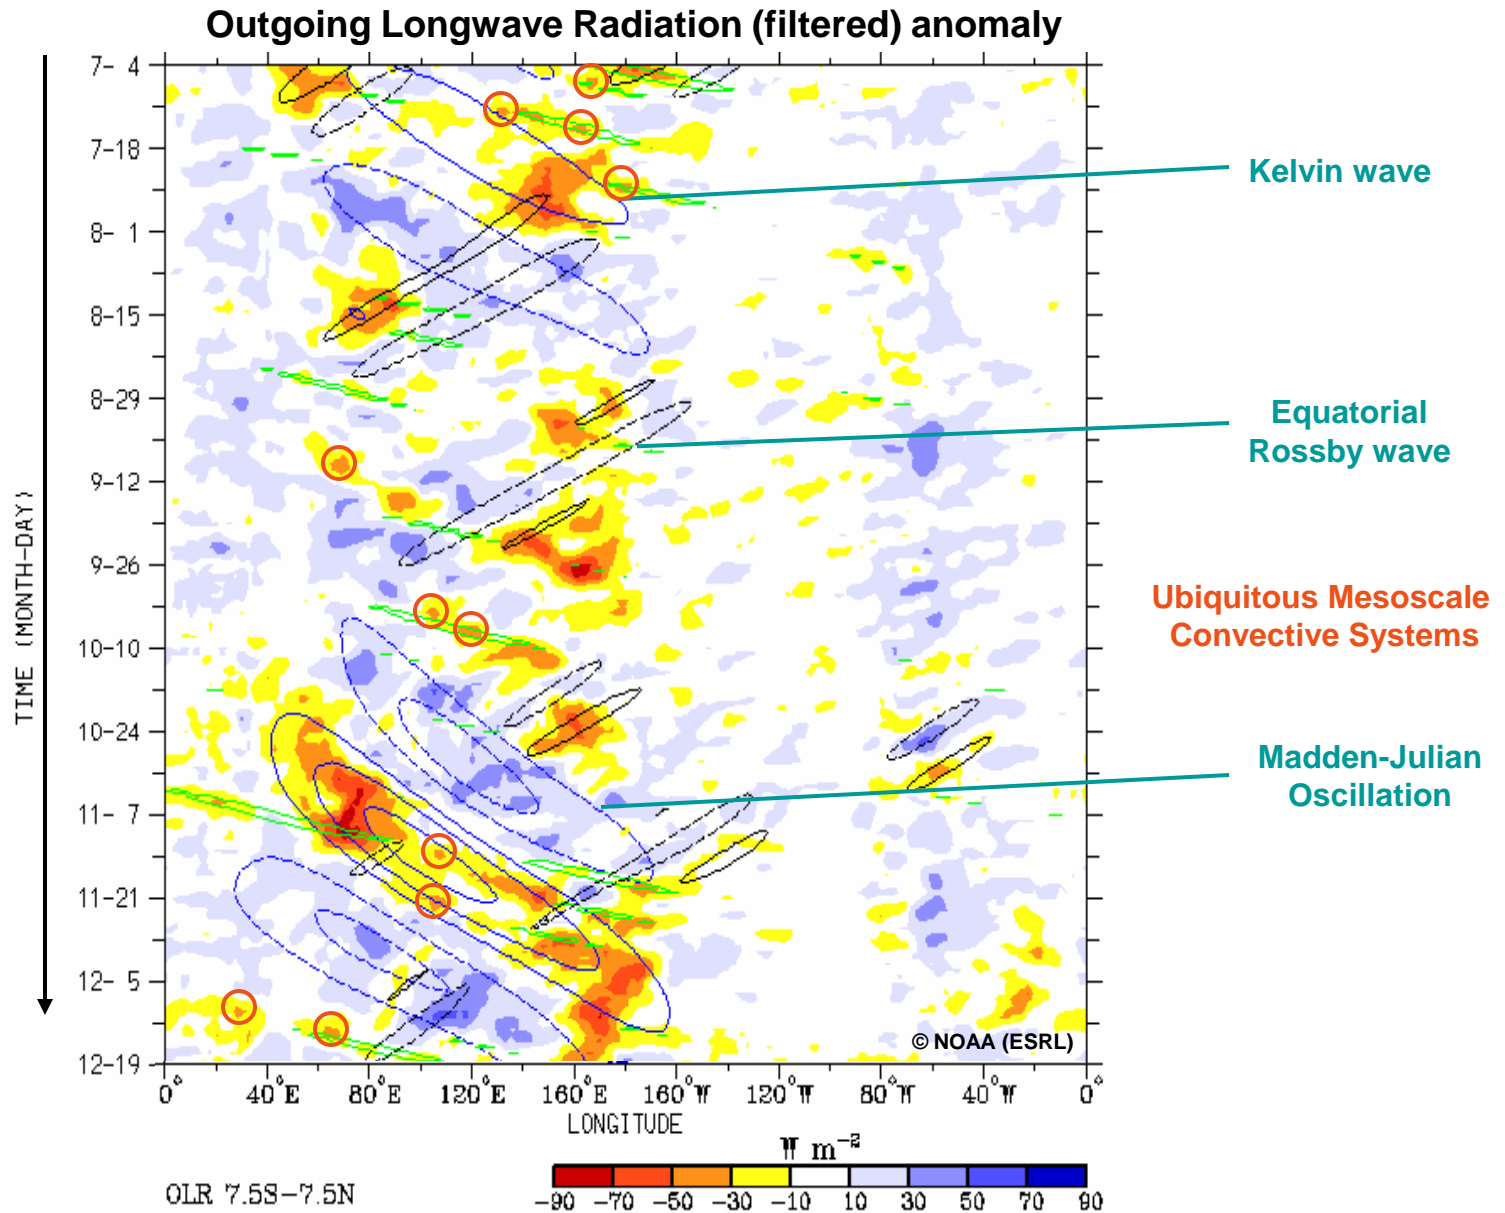 Outgoing Longwave Radiation (filtered) anomaly
7- 4
7-18
8- 1
8-15
8-29
9-12
9-26
10-10
10-24
11- 7
11-21
12- 5
12-19
TIME (MONTH-DAY)
Kelvin wave
Equatorial
Rossby wave
Ubiquitous Mesoscale
Convective Systems
Madden-Julian
Oscillation
© NOAA (ESRL)
0° 40°E 80°E 120°E 160°E 160°W 120°W 80°W 40°W 0°
LONGITUDE
W m⁻²
OLR 7.5S-7.5N
-90 -70 -50 -30 -10 10 30 50 70 90